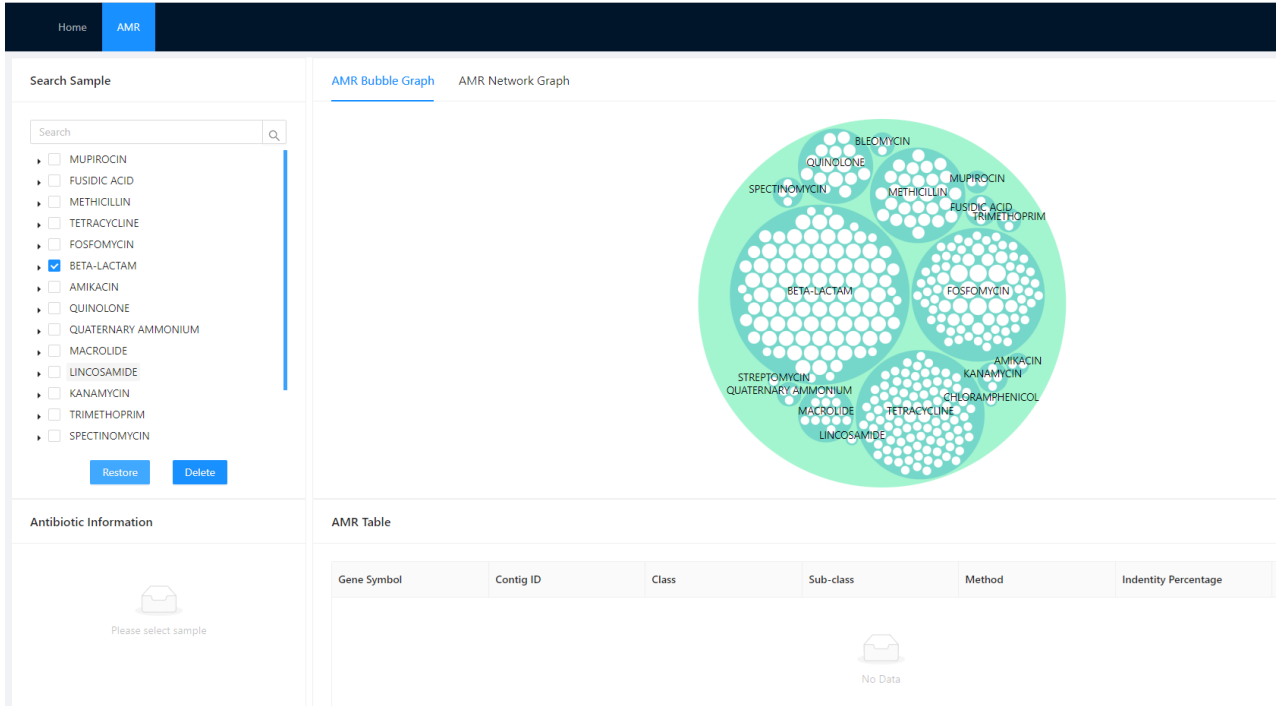 Home AMR
Search Sample
Search
MUPIROCIN
FUSIDIC ACID
METHICILLIN
TETRACYCLINE
FOSFOMYCIN
BETA-LACTAM
AMIKACIN
QUINOLONE
QUATERNARY AMMONIUM
MACROLIDE
LINCOSAMIDE
KANAMYCIN
TRIMETHOPRIM
SPECTINOMYCIN
Restore Delete
Antibiotic Information
Please select sample
AMR Bubble Graph AMR Network Graph
BLEOMYCIN
QUINOLONE
MUPIROCIN
SPECTINOMYCIN
METHICILLIN
FUSIDIC ACID
TRIMETHOPRIM
BETA-LACTAM
FOSFOMYCIN
AMIKACIN
KANAMYCIN
STREPTOMYCIN
QUATERNARY AMMONIUM
CHLORAMPHENICOL
MACROLIDE
TETRACYCLINE
LINCOSAMIDE
AMR Table
Gene Symbol Contig ID Class Sub-class Method Indentity Percentage
No Data